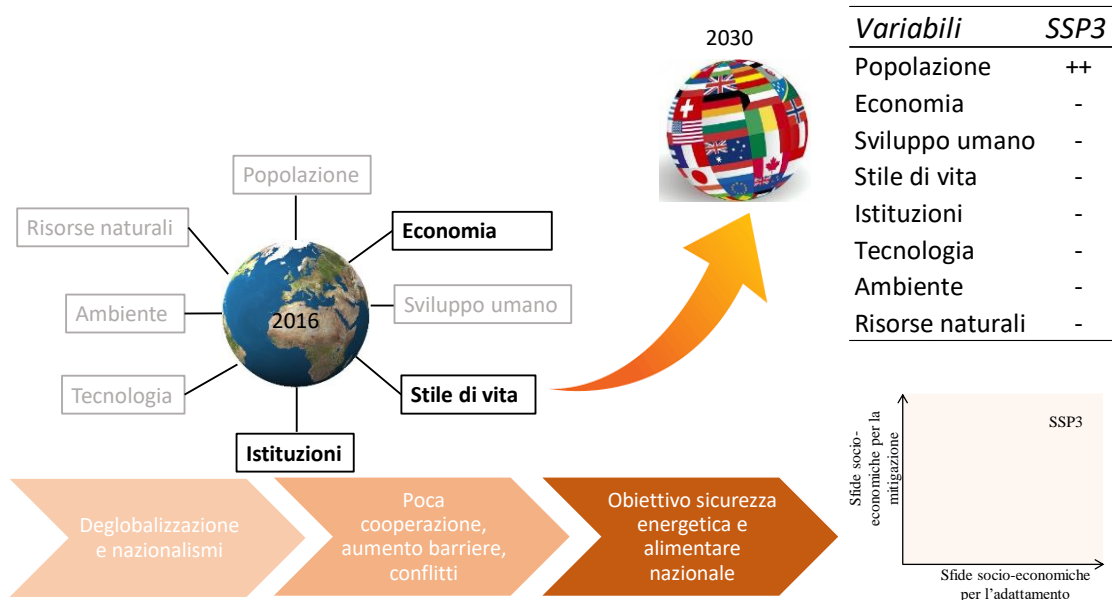 2030
Popolazione
Risorse naturali
Economia
Ambiente
2016
Sviluppo umano
Tecnologia
Stile di vita
Istituzioni
Deglobalizzazione
e nazionalismi
Poca
cooperazione,
aumento barriere,
conflitti
Obiettivo sicurezza
energetica e
alimentare
nazionale
Variabili SSP3
Popolazione ++
Economia -
Sviluppo umano -
Stile di vita -
Istituzioni -
Tecnologia -
Ambiente -
Risorse naturali -
Sfide socio-
economiche per la
mitigazione
SSP3
Sfide socio-economiche
per l'adattamento